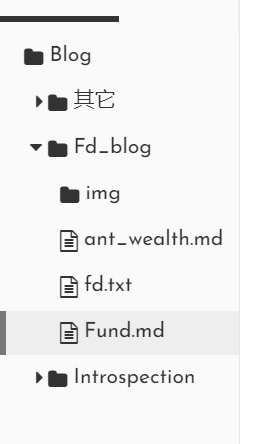 Blog
其它
Fd_blog
img
ant_wealth.md
fd.txt
Fund.md
Introspection